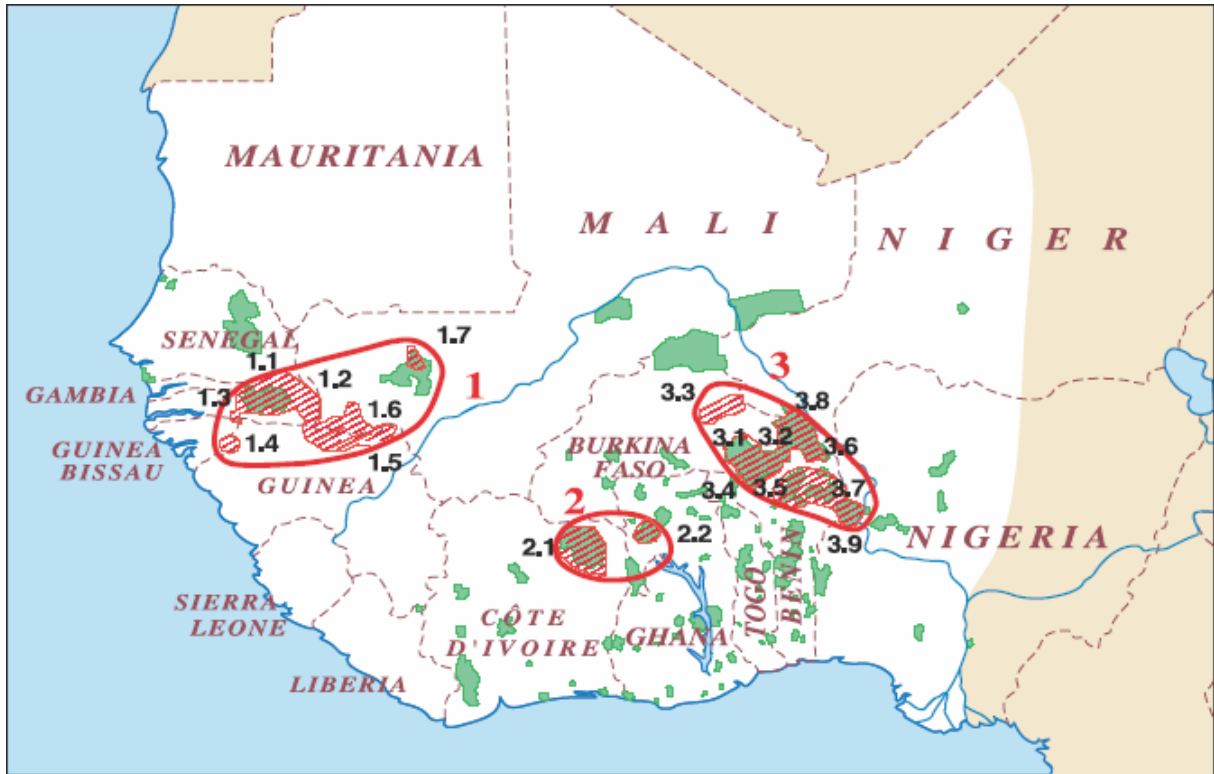 MAURITANIA
MALI
NIGER
SENEGAL
1.7
1.1
1.2
1
3
GAMBIA
1.3
3.3
3.8
1.6
GUINEA
BISSAU
1.4
BURKINA
FASO
3.1
3.2
3.6
1.5
GUINEA
3.4
3.5
3.7
2
2.1
2.2
3.9
NIGERIA
SIERRA
LEONE
CÔTE
D'IVOIRE
GHANA
TOGO
BENIN
LIBERIA